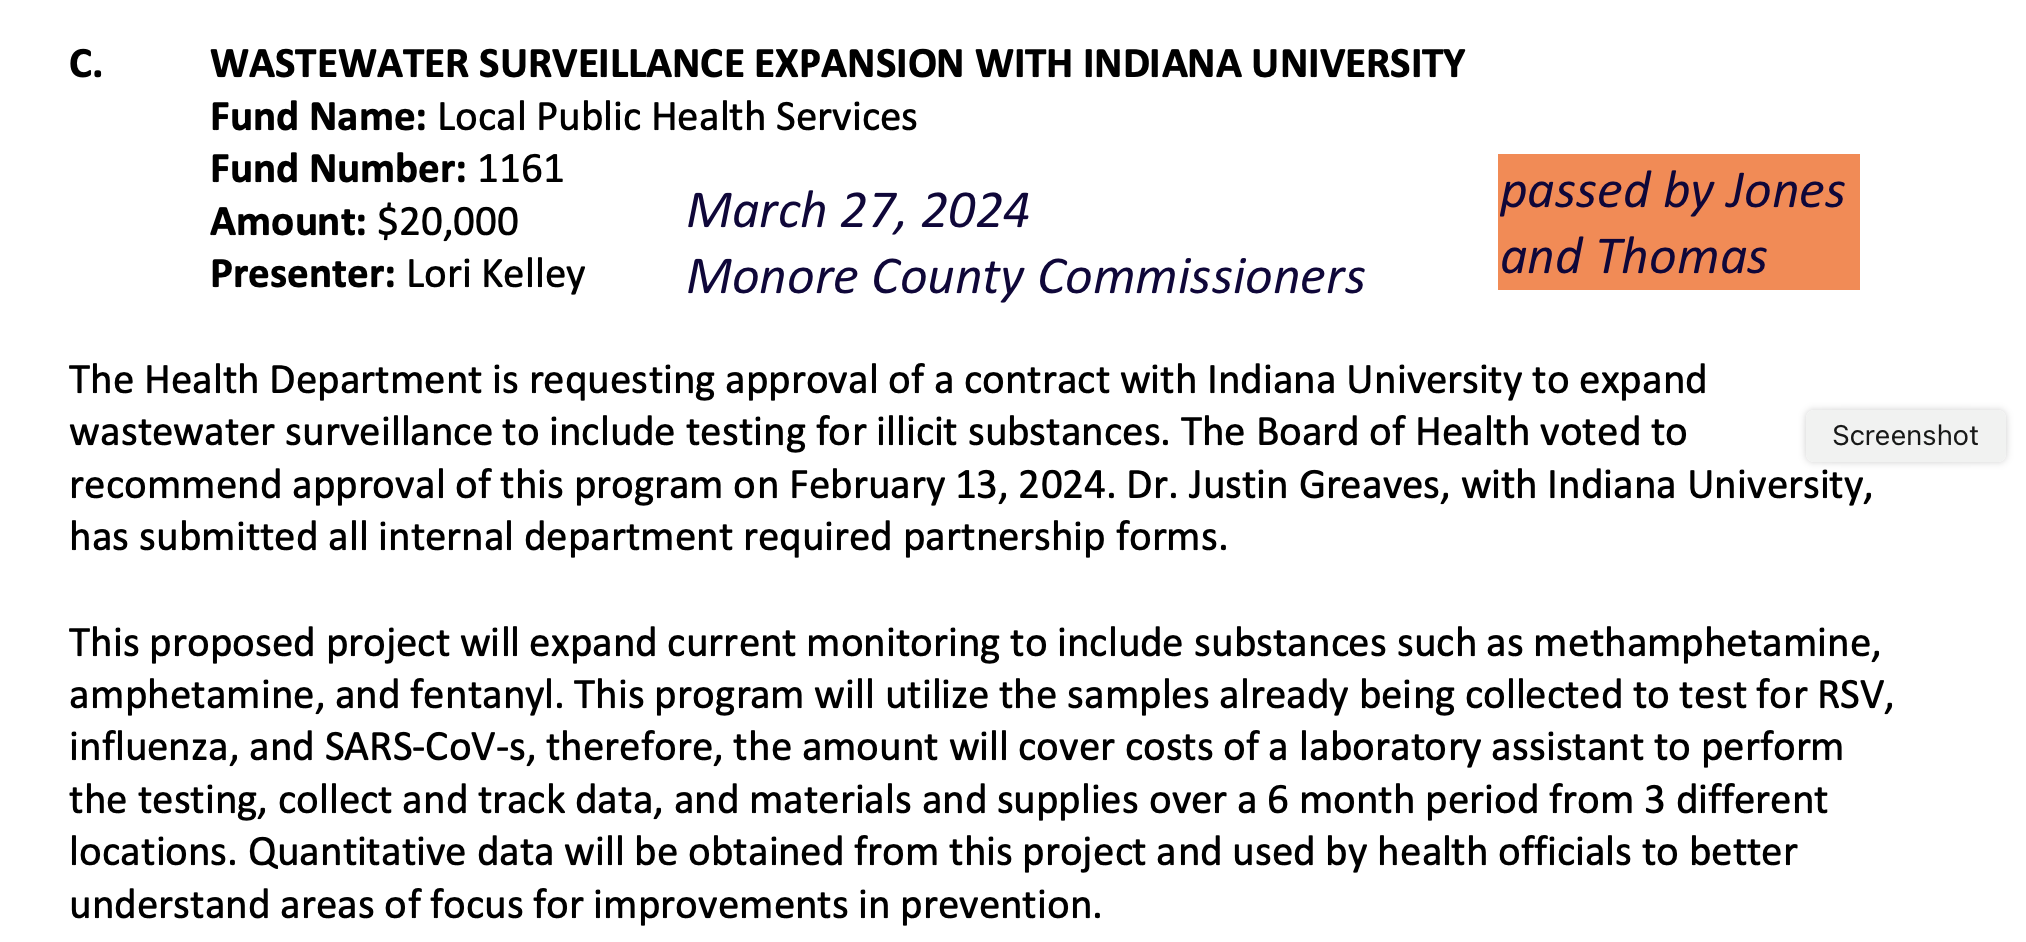 C. WASTEWATER SURVEILLANCE EXPANSION WITH INDIANA UNIVERSITY
Fund Name: Local Public Health Services
Fund Number: 1161
Amount: $20,000
Presenter: Lori Kelley
March 27, 2024
Monore County Commissioners
passed by Jones
and Thomas
The Health Department is requesting approval of a contract with Indiana University to expand
wastewater surveillance to include testing for illicit substances. The Board of Health voted to
Screenshot
recommend approval of this program on February 13, 2024. Dr. Justin Greaves, with Indiana University,
has submitted all internal department required partnership forms.
This proposed project will expand current monitoring to include substances such as methamphetamine,
amphetamine, and fentanyl. This program will utilize the samples already being collected to test for RSV,
influenza, and SARS-CoV-s, therefore, the amount will cover costs of a laboratory assistant to perform
the testing, collect and track data, and materials and supplies over a 6 month period from 3 different
locations. Quantitative data will be obtained from this project and used by health officials to better
understand areas of focus for improvements in prevention.